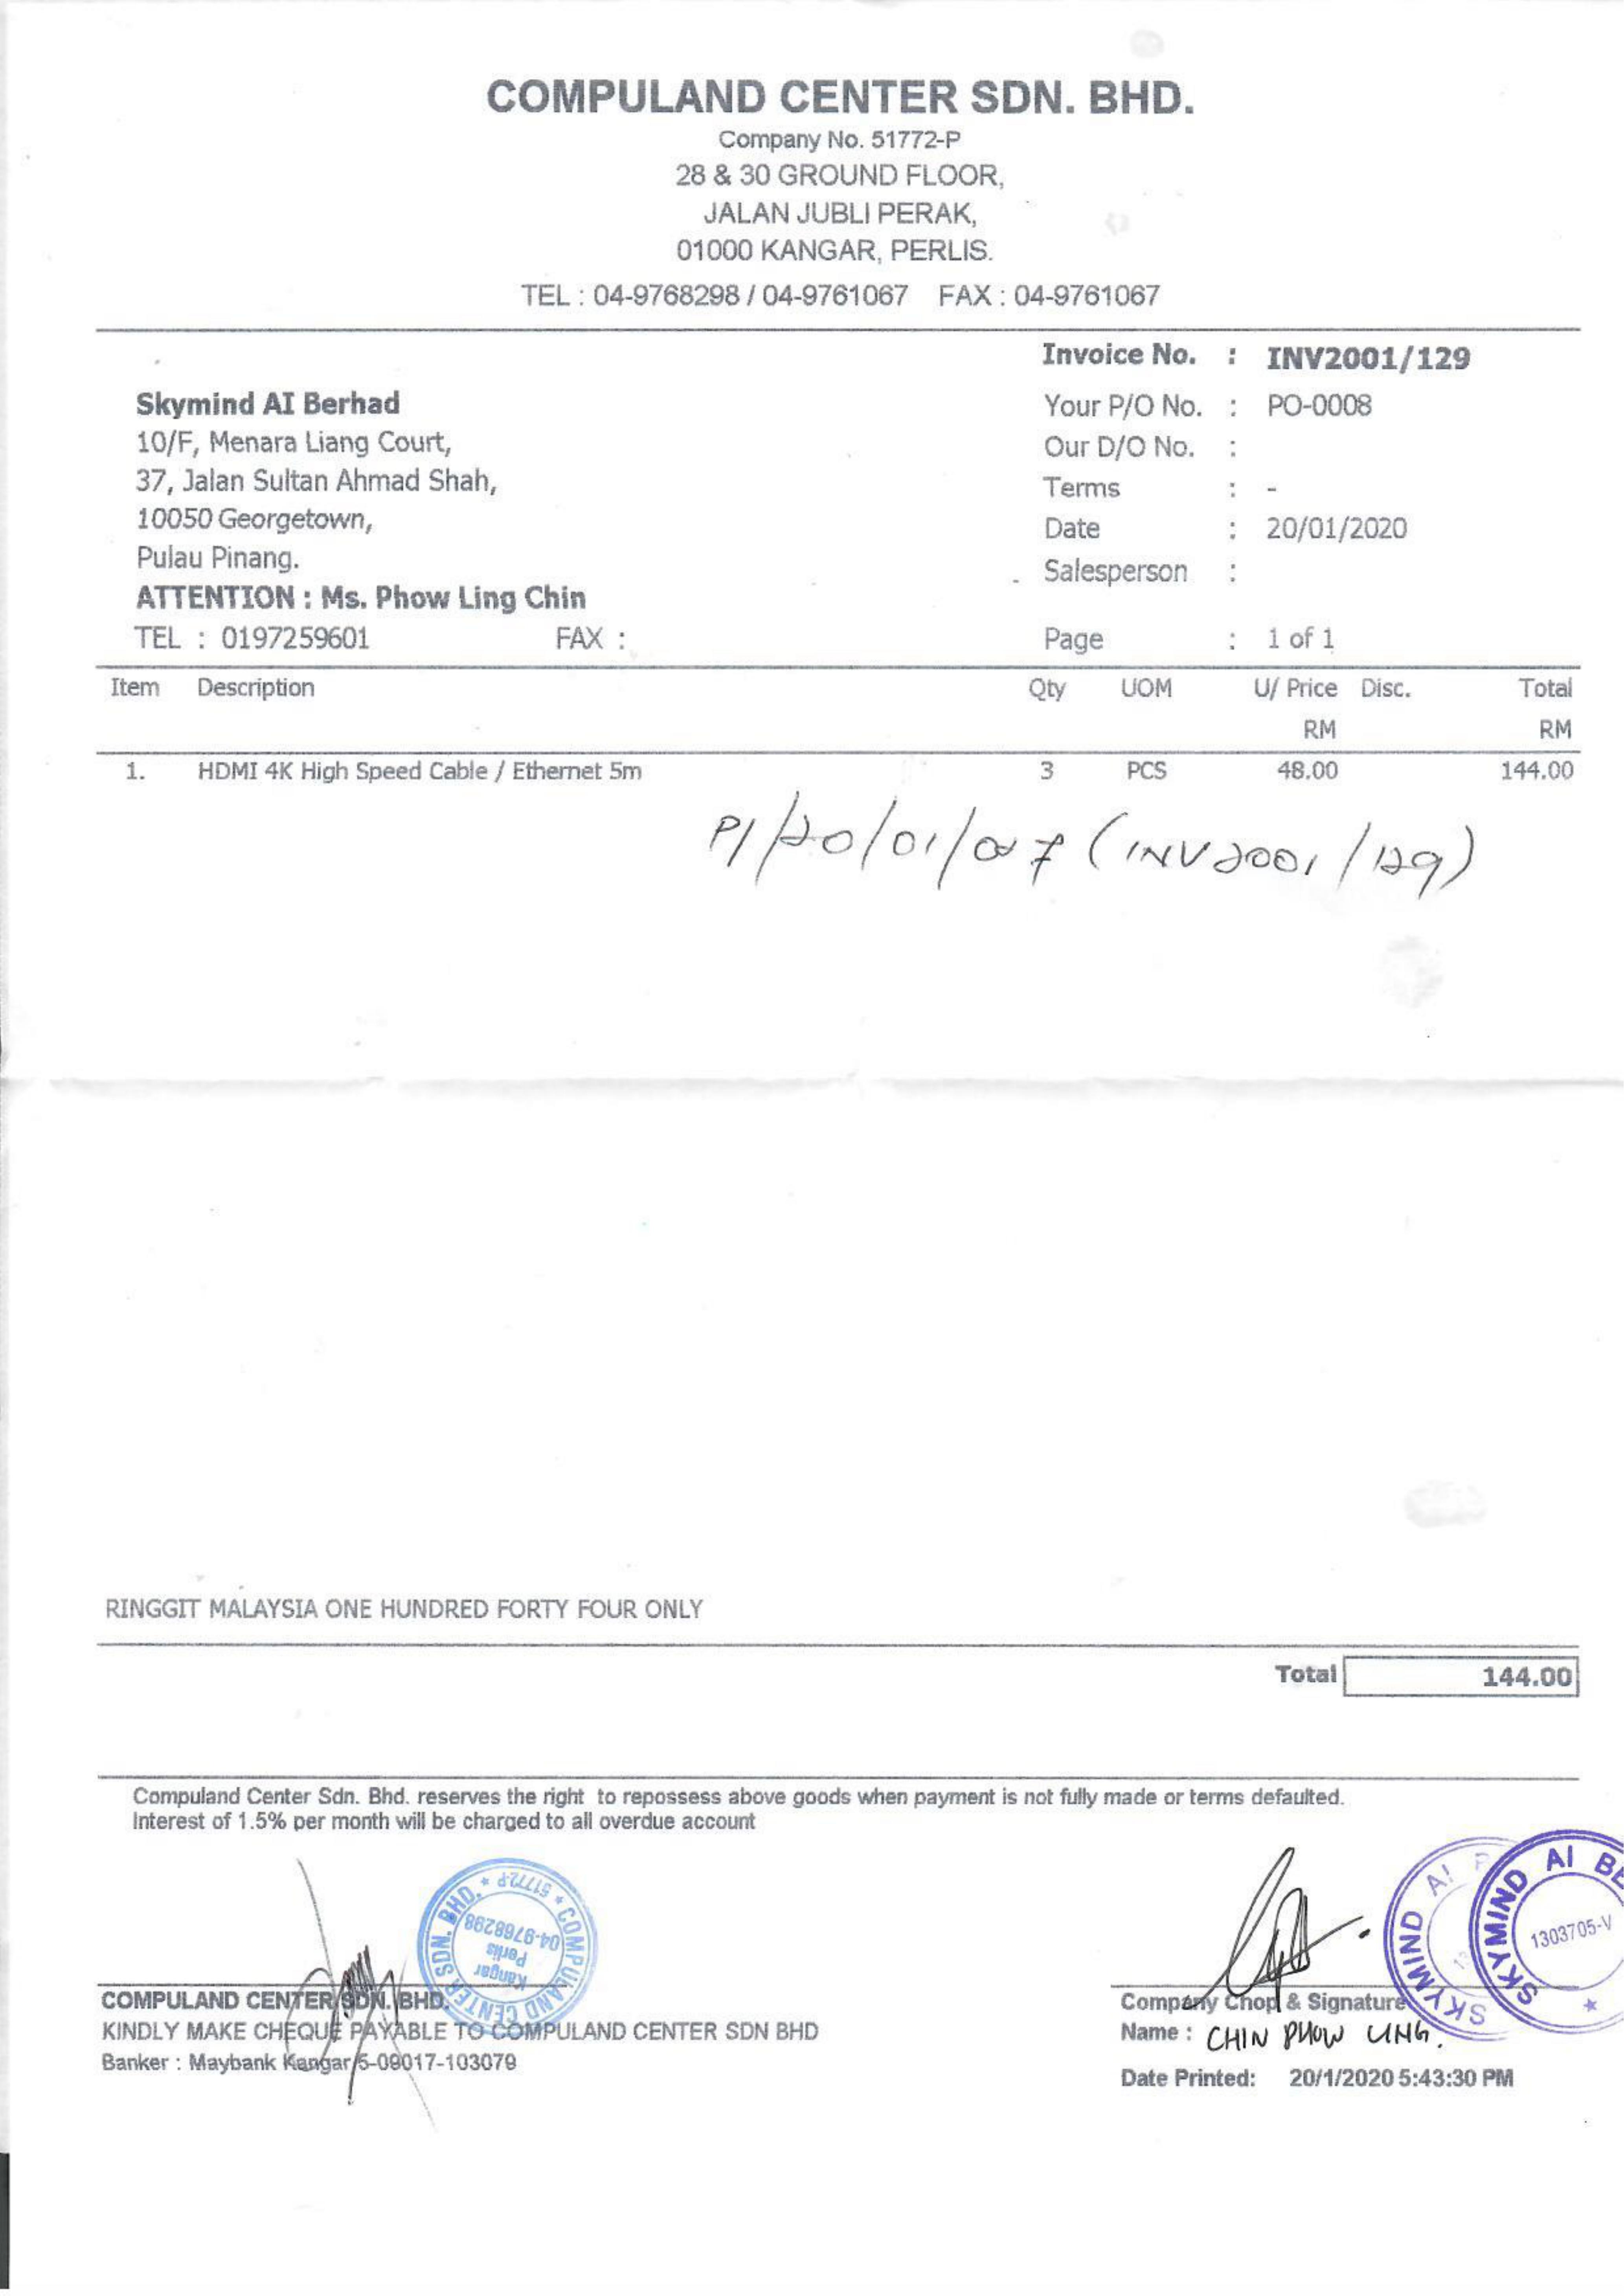 COMPULAND CENTER SDN. BHD.
Company No. 51772-P
28 & 30 GROUND FLOOR,
JALAN JUBLI PERAK,
01000 KANGAR, PERLIS.
TEL : 04-9768298 / 04-9761067 FAX : 04-9761067
Invoice No. : INV2001/129
Skymind AI Berhad
Your P/O No. : PO-0008
10/F, Menara Liang Court,
Our D/O No. :
37, Jalan Sultan Ahmad Shah,
Terms : -
10050 Georgetown,
Date : 20/01/2020
Pulau Pinang.
Salesperson :
ATTENTION : Ms. Phow Ling Chin
TEL : 0197259601 FAX :
Page : 1 of 1
Item Description Qty UOM U/ Price Disc. Total
RM RM
1. HDMI 4K High Speed Cable / Ethernet 5m 3 PCS 48.00 144.00
(INV2001/129)
RINGGIT MALAYSIA ONE HUNDRED FORTY FOUR ONLY
Total 144.00
Compuland Center Sdn. Bhd. reserves the right to repossess above goods when payment is not fully made or terms defaulted.
Interest of 1.5% per month will be charged to all overdue account
COMPULAND CENTER SDN. BHD. * 51772-P *
Kangar
Perlis
04-9768298
SKYMIND AI
SKYMIND AI
1303705-V
COMPULAND CENTER SDN. BHD.
KINDLY MAKE CHEQUE PAYABLE TO COMPULAND CENTER SDN BHD
Banker : Maybank Kangar 5-09017-103079
Company Chop & Signature
Name : CHIN PHOW LING.
Date Printed: 20/1/2020 5:43:30 PM